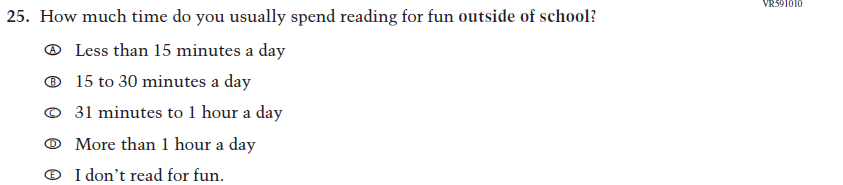 VR591010
25. How much time do you usually spend reading for fun outside of school?
A Less than 15 minutes a day
B 15 to 30 minutes a day
C 31 minutes to 1 hour a day
D More than 1 hour a day
E I don't read for fun.